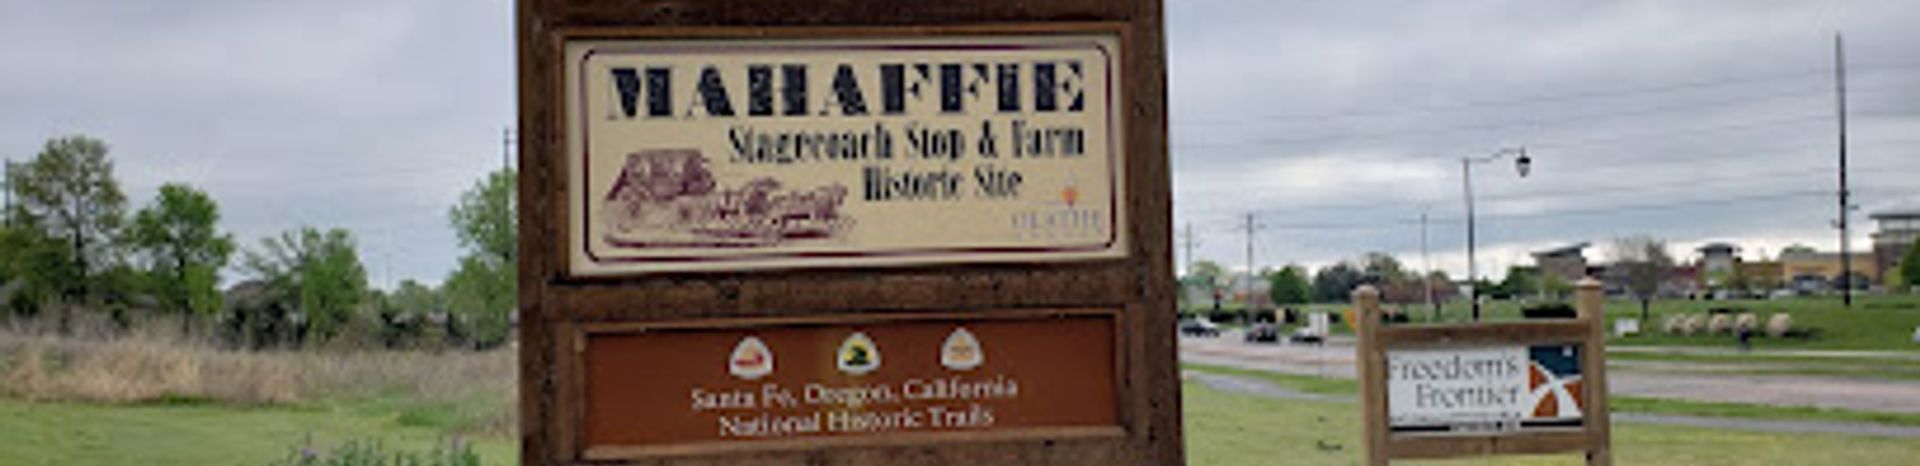 MAHAFFIE
Stagecoach Stop & Farm
Historic Site
OLATHE
Santa Fe, Oregon, California
National Historic Trails
Freedom's
Frontier